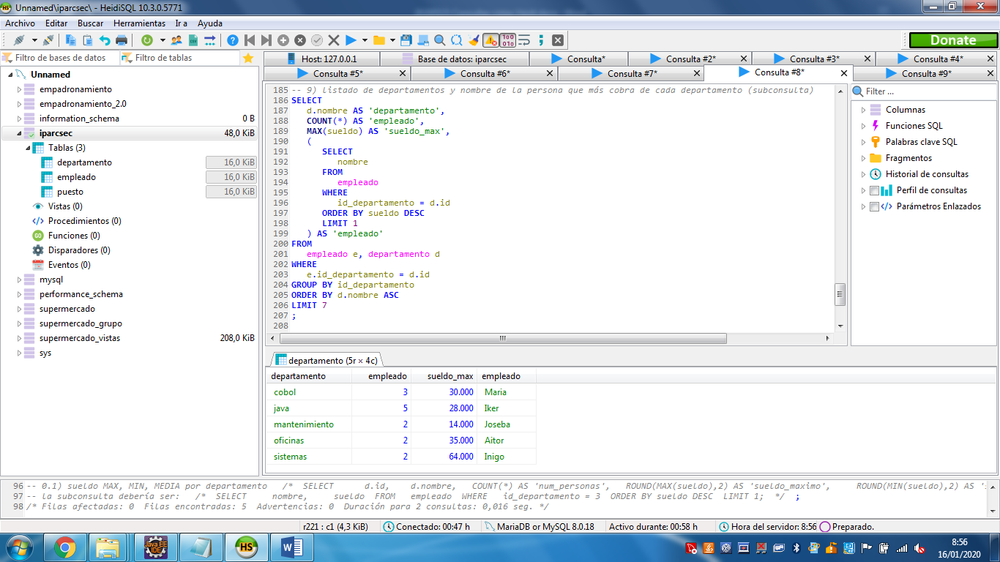 Unnamed\iparcsec\ - HeidiSQL 10.3.0.5771
Archivo Editar Buscar Herramientas Ir a Ayuda
Donate
Filtro de bases de datos
Filtro de tablas
Unnamed
empadronamiento
empadronamiento_2.0
information_schema 0 B
iparcsec 48,0 KiB
Tablas (3)
departamento 16,0 KiB
empleado 16,0 KiB
puesto 16,0 KiB
Vistas (0)
Procedimientos (0)
Funciones (0)
Disparadores (0)
Eventos (0)
mysql
performance_schema
supermercado
supermercado_grupo
supermercado_vistas 208,0 KiB
sys
Host: 127.0.0.1 Base de datos: iparcsec Consulta* Consulta #2* Consulta #3* Consulta #4*
Consulta #5* Consulta #6* Consulta #7* Consulta #8* Consulta #9*
185 -- 9) listado de departamentos y nombre de la persona que más cobra de cada departamento (subconsulta)
186 SELECT
187 d.nombre AS 'departamento',
188 COUNT(*) AS 'empleado',
189 MAX(sueldo) AS 'sueldo_max',
190 (
191 SELECT
192 nombre
193 FROM
194 empleado
195 WHERE
196 id_departamento = d.id
197 ORDER BY sueldo DESC
198 LIMIT 1
199 ) AS 'empleado'
200 FROM
201 empleado e, departamento d
202 WHERE
203 e.id_departamento = d.id
204 GROUP BY id_departamento
205 ORDER BY d.nombre ASC
206 LIMIT 7
207 ;
208
Filter ...
Columnas
Funciones SQL
Palabras clave SQL
Fragmentos
Historial de consultas
Perfil de consultas
Parámetros Enlazados
departamento (5r × 4c)
departamento empleado sueldo_max empleado
cobol 3 30.000 Maria
java 5 28.000 Iker
mantenimiento 2 14.000 Joseba
oficinas 2 35.000 Aitor
sistemas 2 64.000 Inigo
96 -- 0.1) sueldo MAX, MIN, MEDIA por departamento /* SELECT d.id, d.nombre, COUNT(*) AS 'num_personas', ROUND(MAX(sueldo),2) AS 'sueldo_maximo', ROUND(MIN(sueldo),2) AS
97 -- la subconsulta debería ser: /* SELECT nombre, sueldo FROM empleado WHERE id_departamento = 3 ORDER BY sueldo DESC LIMIT 1; */ ;
98 /* Filas afectadas: 0 Filas encontradas: 5 Advertencias: 0 Duración para 2 consultas: 0,016 seg. */
r221 : c1 (4,3 KiB) Conectado: 00:47 h MariaDB or MySQL 8.0.18 Activo durante: 00:58 h Hora del servidor: 8:56 Preparado.
8:56
16/01/2020